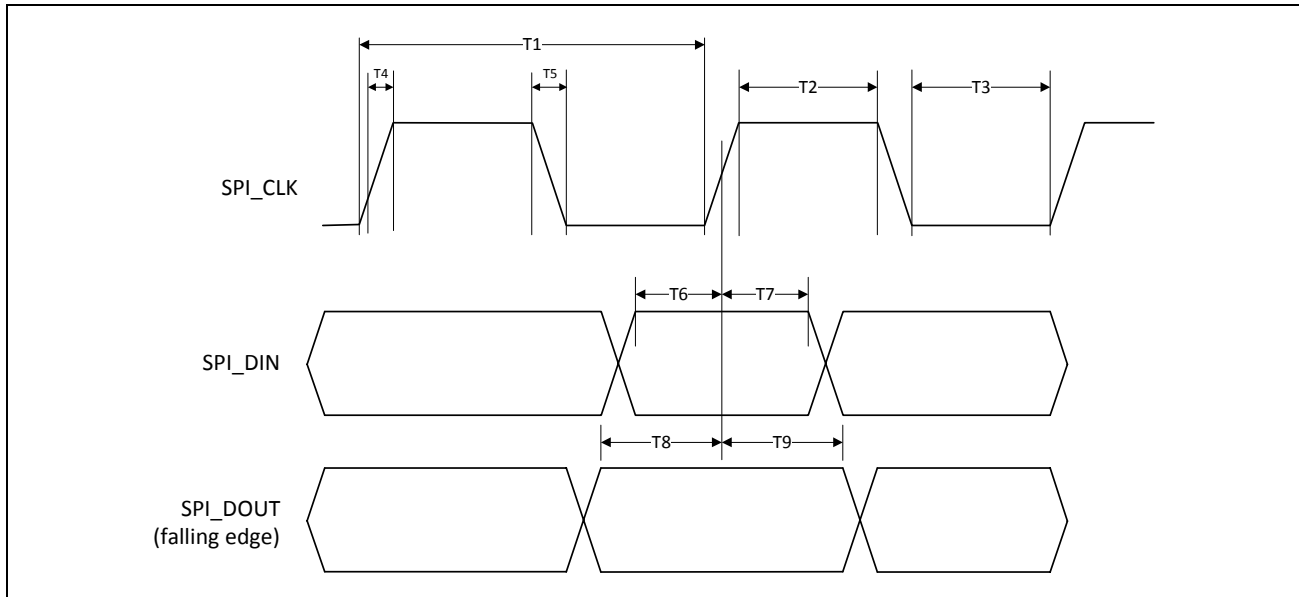 T1
T4
T5
T2
T3
SPI_CLK
T6
T7
SPI_DIN
T8
T9
SPI_DOUT
(falling edge)